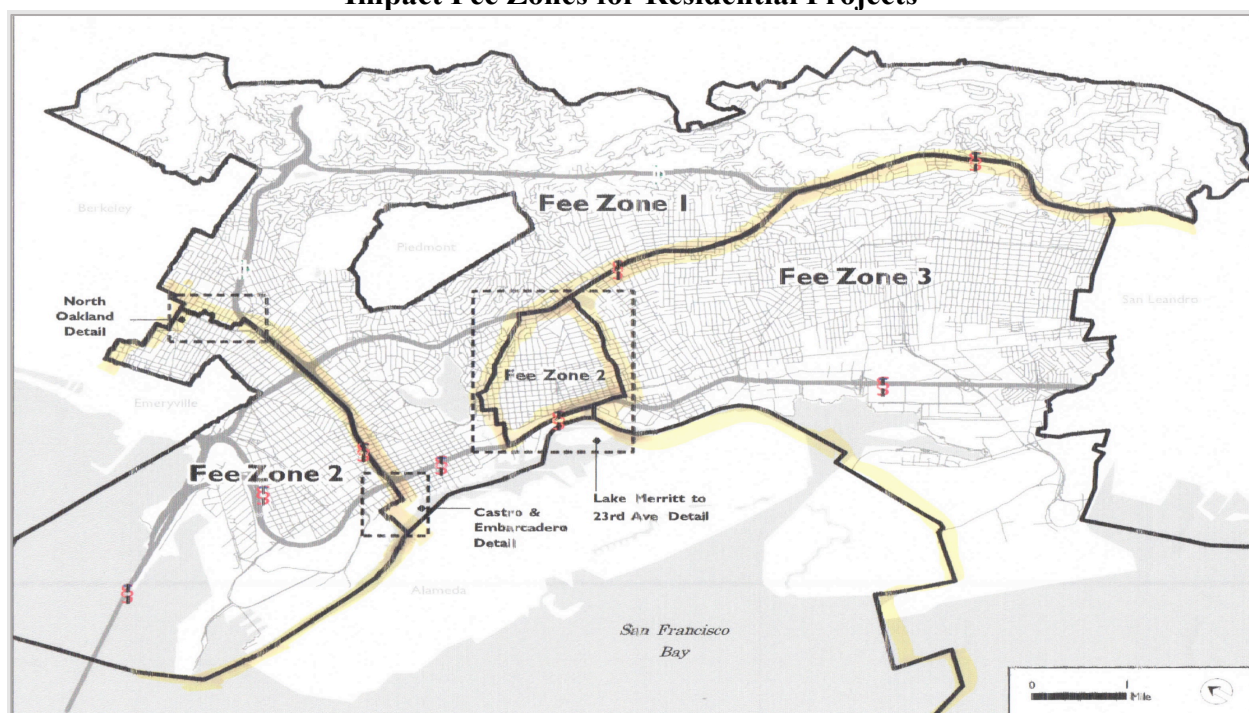 Impact Fee Zones for Residential Projects
Berkeley
Fee Zone 1
Piedmont
Fee Zone 3
San Leandro
North
Oakland
Detail
Fee Zone 2
Emeryville
Fee Zone 2
Lake Merritt to
23rd Ave Detail
Castro &
Embarcadero
Detail
Alameda
San Francisco
Bay
0 1
Mile